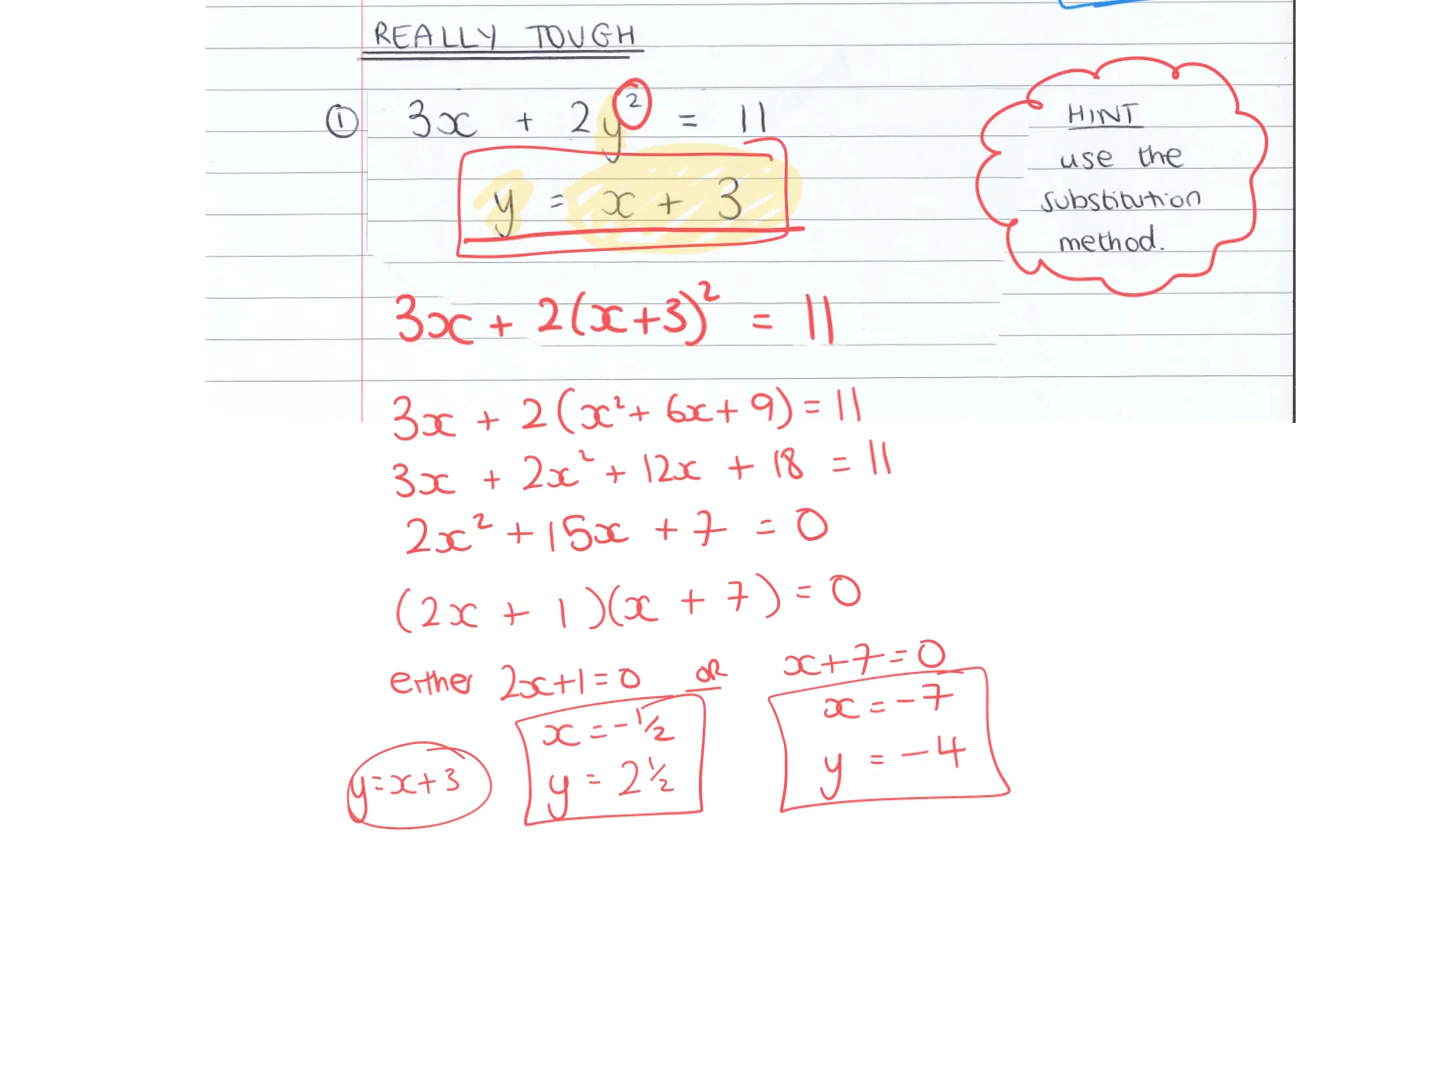 REALLY TOUGH
① 3x + 2y² = 11
y = x + 3
HINT
use the
substitution
method.
3x + 2(x+3)² = 11
3x + 2(x² + 6x + 9) = 11
3x + 2x² + 12x + 18 = 11
2x² + 15x + 7 = 0
(2x + 1)(x + 7) = 0
either 2x+1=0 OR x+7=0
x = -1/2
y = 2 1/2
x = -7
y = -4
y=x+3